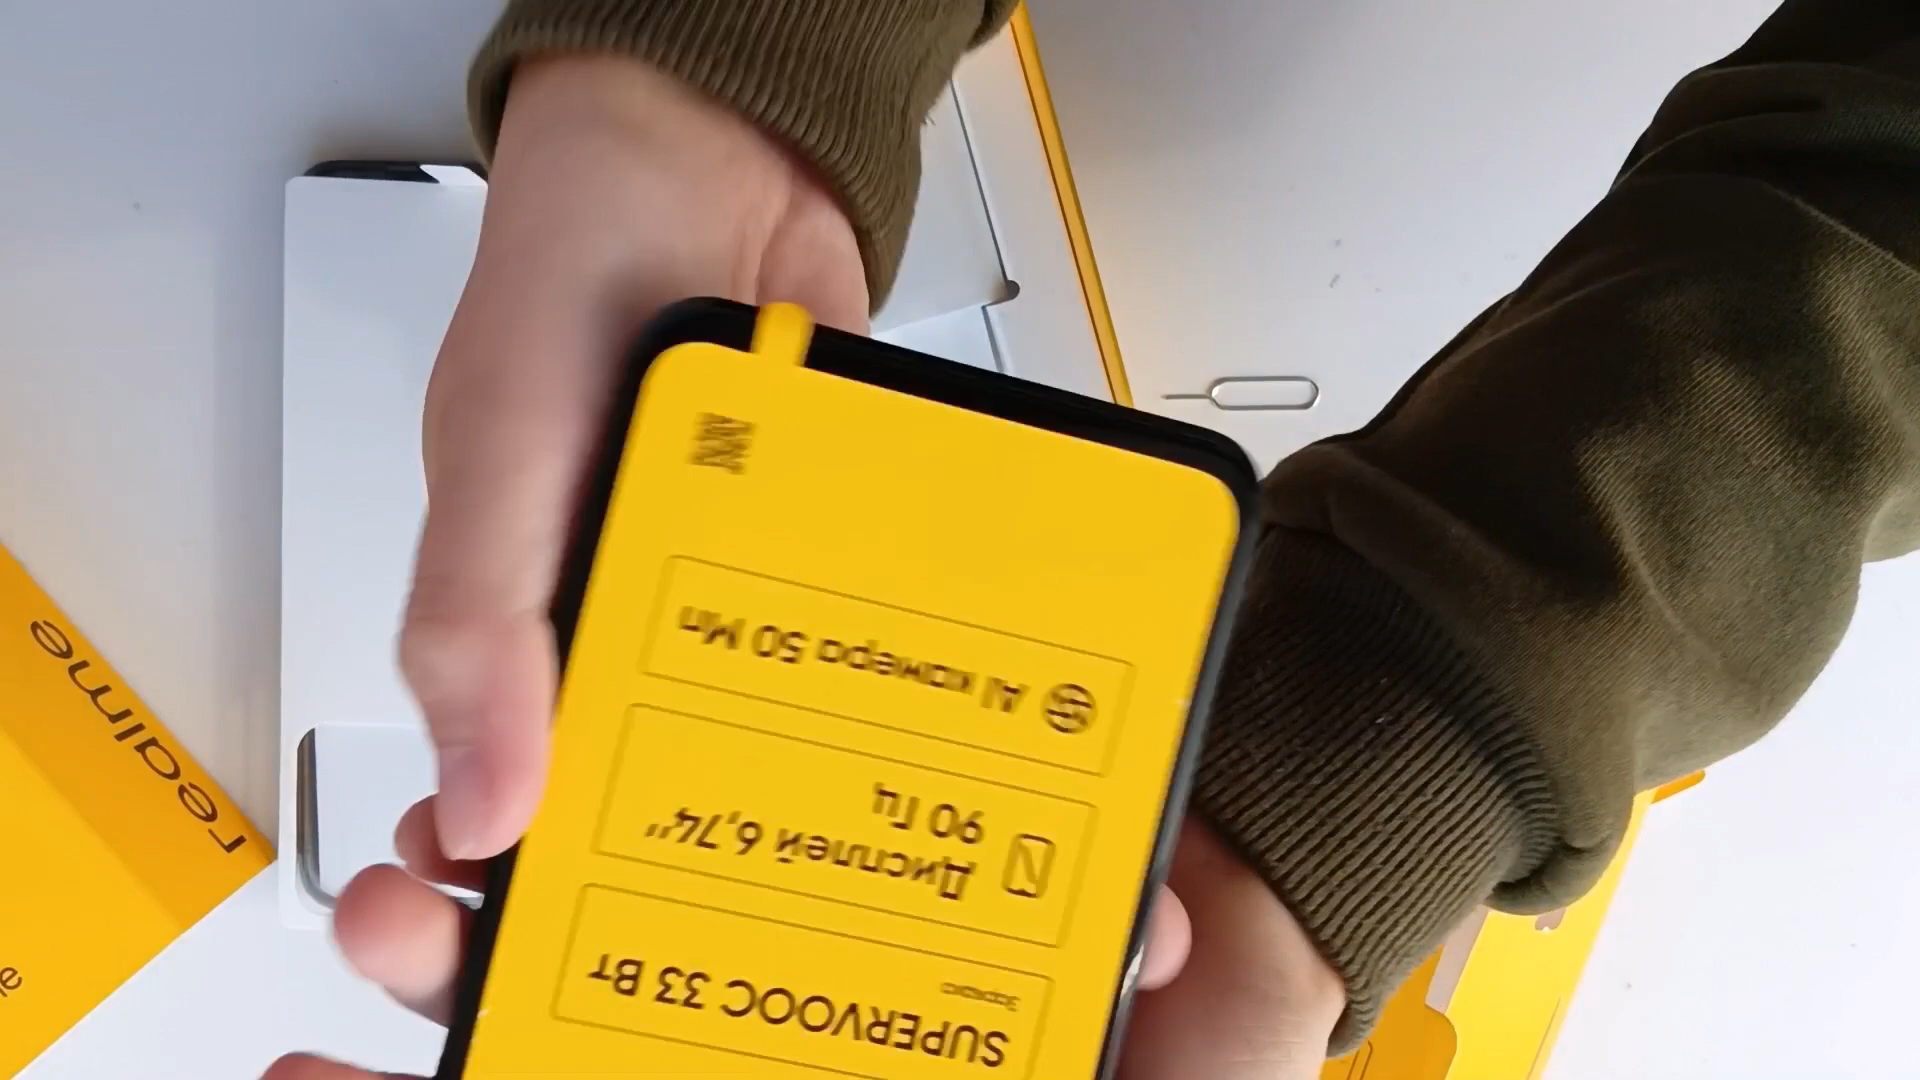 SUPERVOOC 33 Вт
Дисплей 6,74"
90 Гц
AI камера 50 Мп
realme